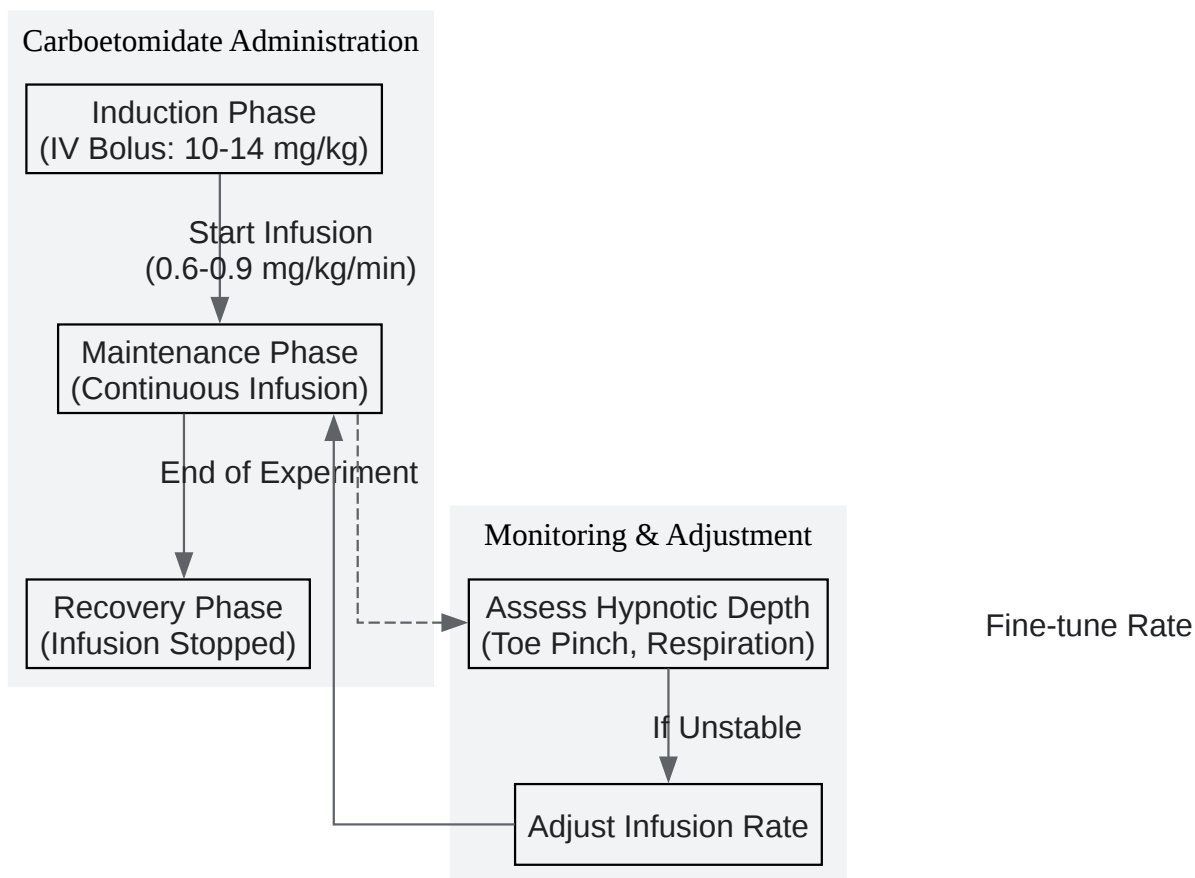 Carboetomidate Administration
Induction Phase
(IV Bolus: 10-14 mg/kg)
Start Infusion
(0.6-0.9 mg/kg/min)
Maintenance Phase
(Continuous Infusion)
End of Experiment
Recovery Phase
(Infusion Stopped)
Monitoring & Adjustment
Assess Hypnotic Depth
(Toe Pinch, Respiration)
Fine-tune Rate
If Unstable
Adjust Infusion Rate